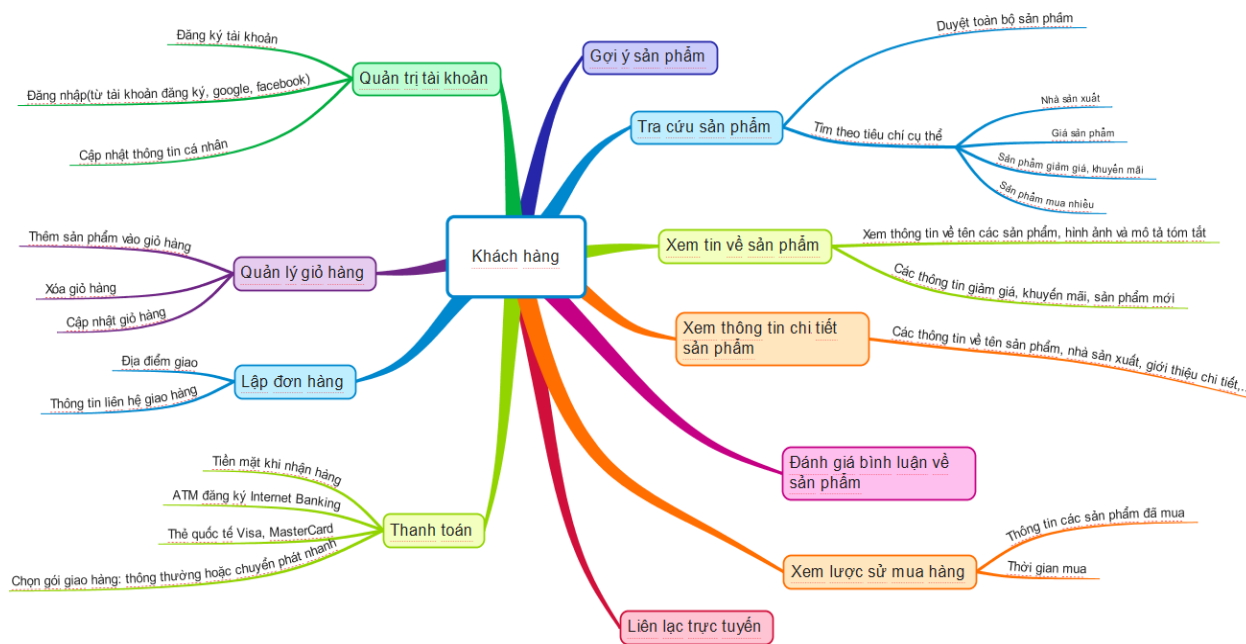 Khách hàng
Quản trị tài khoản
Đăng ký tài khoản
Đăng nhập(từ tài khoản đăng ký, google, facebook)
Cập nhật thông tin cá nhân
Quản lý giỏ hàng
Thêm sản phẩm vào giỏ hàng
Xóa giỏ hàng
Cập nhật giỏ hàng
Lập đơn hàng
Địa điểm giao
Thông tin liên hệ giao hàng
Thanh toán
Tiền mặt khi nhận hàng
ATM đăng ký Internet Banking
Thẻ quốc tế Visa, MasterCard
Chọn gói giao hàng: thông thường hoặc chuyển phát nhanh
Gợi ý sản phẩm
Tra cứu sản phẩm
Duyệt toàn bộ sản phẩm
Tìm theo tiêu chí cụ thể
Nhà sản xuất
Giá sản phẩm
Sản phẩm giảm giá, khuyến mãi
Sản phẩm mua nhiều
Xem tin về sản phẩm
Xem thông tin về tên các sản phẩm, hình ảnh và mô tả tóm tắt
Các thông tin giảm giá, khuyến mãi, sản phẩm mới
Xem thông tin chi tiết
sản phẩm
Các thông tin về tên sản phẩm, nhà sản xuất, giới thiệu chi tiết,...
Đánh giá bình luận về
sản phẩm
Xem lược sử mua hàng
Thông tin các sản phẩm đã mua
Thời gian mua
Liên lạc trực tuyến